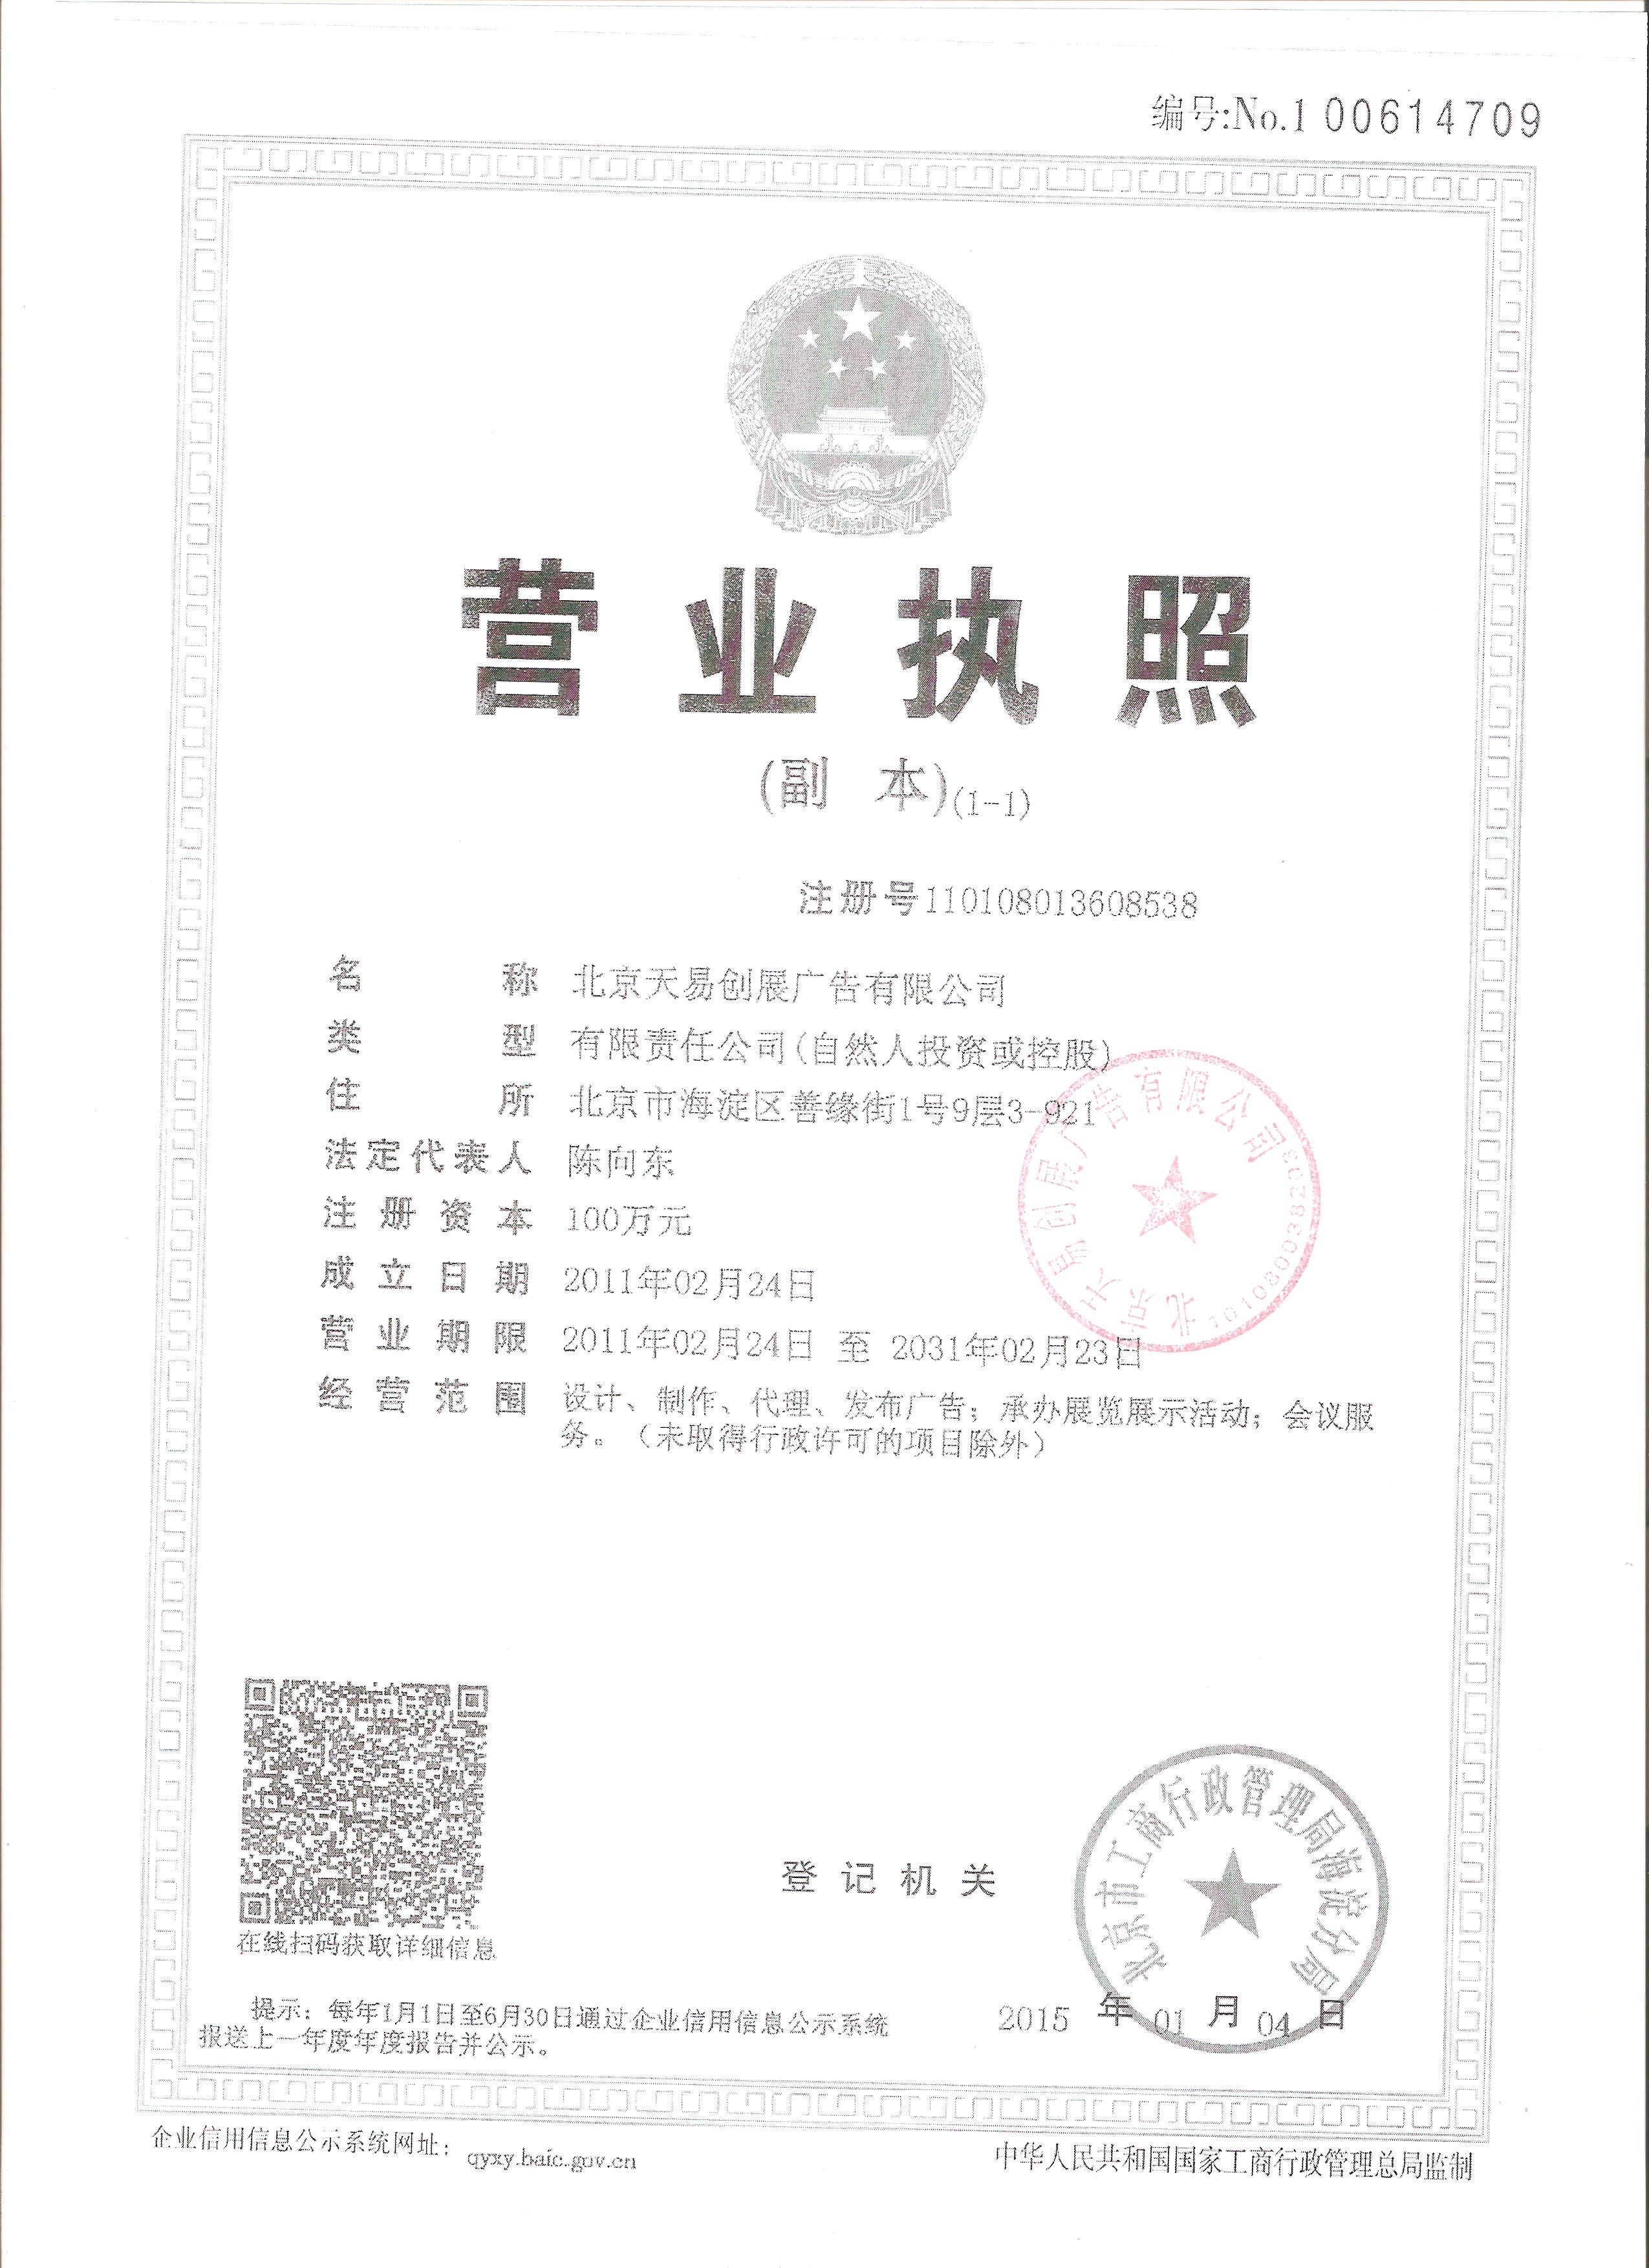 编号:No.1 00614709
营业执照
(副 本)(1-1)
注册号110108013608538
名称 北京天易创展广告有限公司
类型 有限责任公司(自然人投资或控股)
住所 北京市海淀区善缘街1号9层3-921
法定代表人 陈向东
注册资本 100万元
成立日期 2011年02月24日
营业期限 2011年02月24日 至 2031年02月23日
经营范围 设计、制作、代理、发布广告；承办展览展示活动；会议服
务。（未取得行政许可的项目除外）
北京天易创展广告有限公司
在线扫码获取详细信息
登记机关
北京市工商行政管理局海淀分局
提示：每年1月1日至6月30日通过企业信用信息公示系统
报送上一年度年度报告并公示。
2015 年 01 月 04 日
企业信用信息公示系统网址： qyxy.baic.gov.cn
中华人民共和国国家工商行政管理总局监制